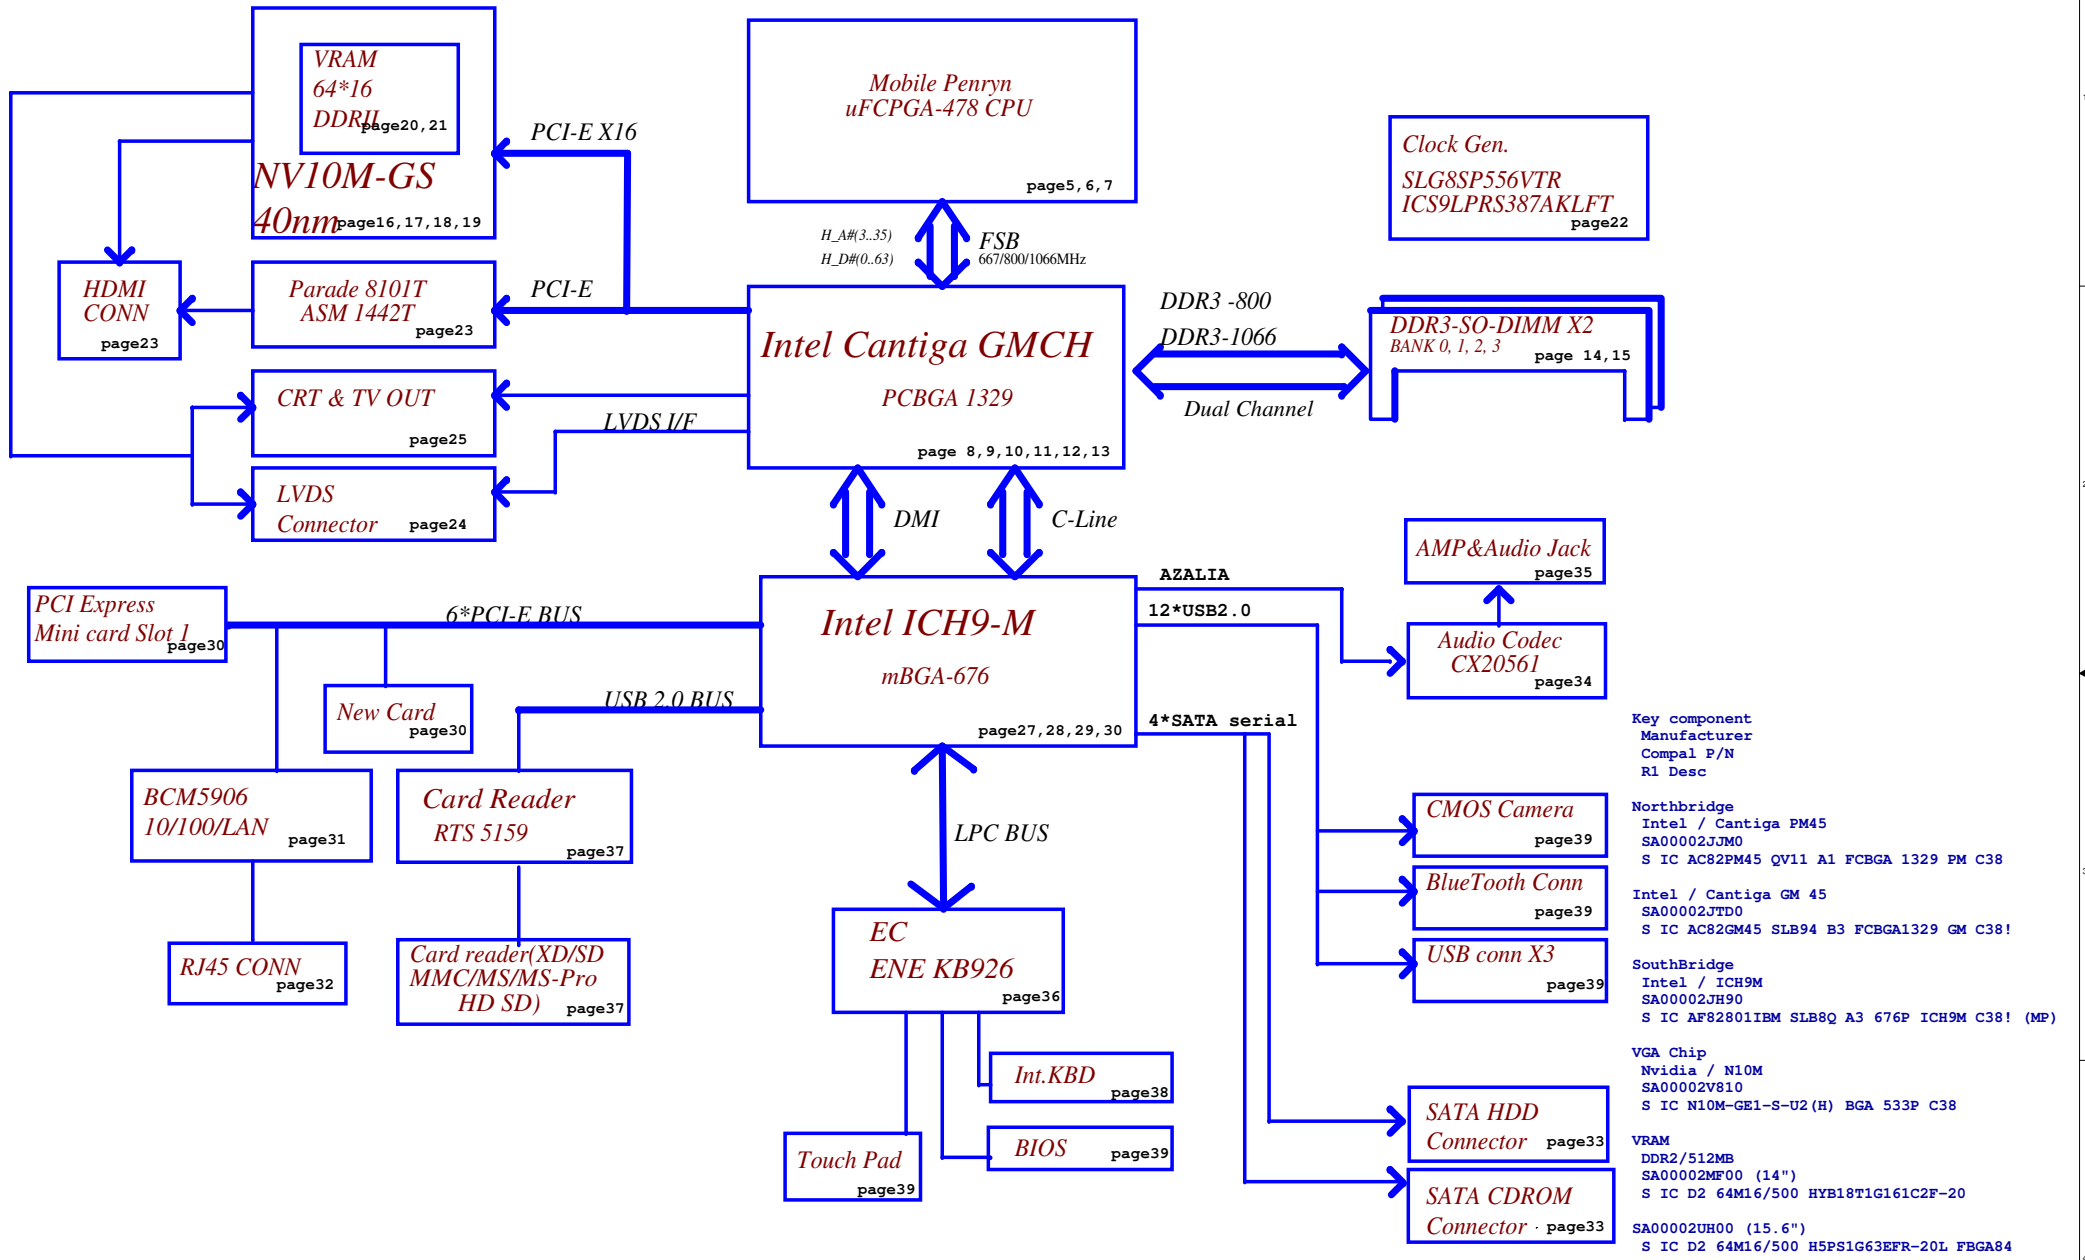 VRAM
64*16
DDRII
page20,21
NV10M-GS
40nm
page16,17,18,19
PCI-E X16
Mobile Penryn
uFCPGA-478 CPU
page5,6,7
Clock Gen.
SLG8SP556VTR
ICS9LPRS387AKLFT
page22
H_A#(3..35)
H_D#(0..63)
FSB
667/800/1066MHz
HDMI
CONN
page23
Parade 8101T
ASM 1442T
page23
PCI-E
Intel Cantiga GMCH
PCBGA 1329
page 8,9,10,11,12,13
DDR3 -800
DDR3-1066
Dual Channel
DDR3-SO-DIMM X2
BANK 0, 1, 2, 3
page 14,15
CRT & TV OUT
page25
LVDS I/F
LVDS
Connector
page24
DMI
C-Line
AMP&Audio Jack
page35
PCI Express
Mini card Slot 1
page30
6*PCI-E BUS
Intel ICH9-M
mBGA-676
page27,28,29,30
AZALIA
12*USB2.0
4*SATA serial
Audio Codec
CX20561
page34
New Card
page30
USB 2.0 BUS
BCM5906
10/100/LAN
page31
Card Reader
RTS 5159
page37
LPC BUS
RJ45 CONN
page32
Card reader(XD/SD
MMC/MS/MS-Pro
HD SD)
page37
EC
ENE KB926
page36
Int.KBD
page38
BIOS
page39
Touch Pad
page39
CMOS Camera
page39
BlueTooth Conn
page39
USB conn X3
page39
SATA HDD
Connector
page33
SATA CDROM
Connector
page33
Key component
Manufacturer
Compal P/N
R1 Desc
Northbridge
Intel / Cantiga PM45
SA00002JJM0
S IC AC82PM45 QV11 A1 FCBGA 1329 PM C38
Intel / Cantiga GM 45
SA00002JTD0
S IC AC82GM45 SLB94 B3 FCBGA1329 GM C38!
SouthBridge
Intel / ICH9M
SA00002JH90
S IC AF82801IBM SLB8Q A3 676P ICH9M C38! (MP)
VGA Chip
Nvidia / N10M
SA00002V810
S IC N10M-GE1-S-U2(H) BGA 533P C38
VRAM
DDR2/512MB
SA00002MF00 (14")
S IC D2 64M16/500 HYB18T1G161C2F-20
SA00002UH00 (15.6")
S IC D2 64M16/500 H5PS1G63EFR-20L FBGA84